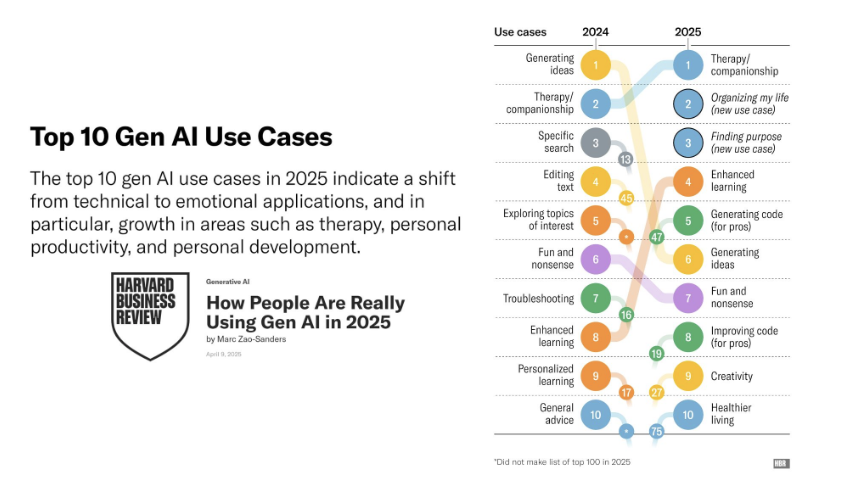 Top 10 Gen AI Use Cases
The top 10 gen AI use cases in 2025 indicate a shift
from technical to emotional applications, and in
particular, growth in areas such as therapy, personal
productivity, and personal development.
HARVARD
BUSINESS
REVIEW
Generative AI
How People Are Really
Using Gen AI in 2025
by Marc Zao-Sanders
April 9, 2025
Use cases 2024 2025
Generating
ideas
1
1
Therapy/
companionship
Therapy/
companionship
2
2
Organizing my life
(new use case)
Specific
search
3
13
3
Finding purpose
(new use case)
Editing
text
4
45
4
Enhanced
learning
Exploring topics
of interest
5
*
47
5
Generating code
(for pros)
Fun and
nonsense
6
6
Generating
ideas
Troubleshooting
7
16
7
Fun and
nonsense
Enhanced
learning
8
19
8
Improving code
(for pros)
Personalized
learning
9
17
27
9
Creativity
General
advice
10
*
75
10
Healthier
living
*Did not make list of top 100 in 2025
HBR